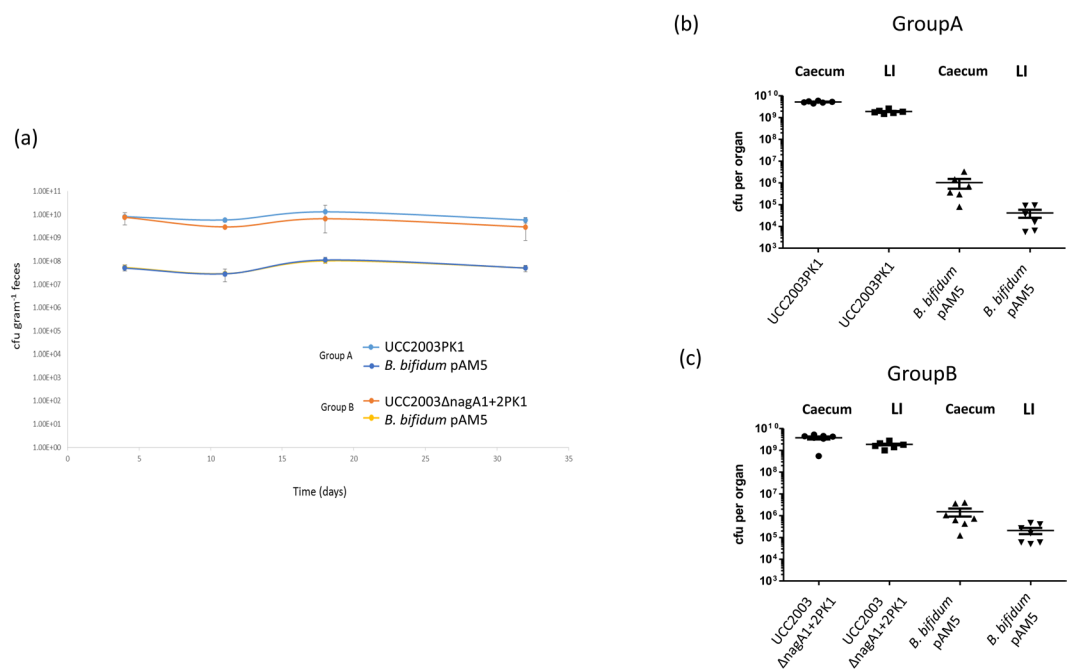 (a)
cfu gram⁻¹ feces
1.00E+11
1.00E+10
1.00E+09
1.00E+08
1.00E+07
1.00E+06
1.00E+05
1.00E+04
1.00E+03
1.00E+02
1.00E+01
1.00E+00
0 5 10 15 20 25 30 35
Time (days)
Group A
UCC2003PK1
B. bifidum pAM5
Group B
UCC2003ΔnagA1+2PK1
B. bifidum pAM5
(b)
GroupA
Caecum LI Caecum LI
cfu per organ
10¹⁰
10⁹
10⁸
10⁷
10⁶
10⁵
10⁴
10³
UCC2003PK1
UCC2003PK1
B. bifidum
pAM5
B. bifidum
pAM5
(c)
GroupB
Caecum LI Caecum LI
cfu per organ
10¹⁰
10⁹
10⁸
10⁷
10⁶
10⁵
10⁴
10³
UCC2003
ΔnagA1+2PK1
UCC2003
ΔnagA1+2PK1
B. bifidum
pAM5
B. bifidum
pAM5